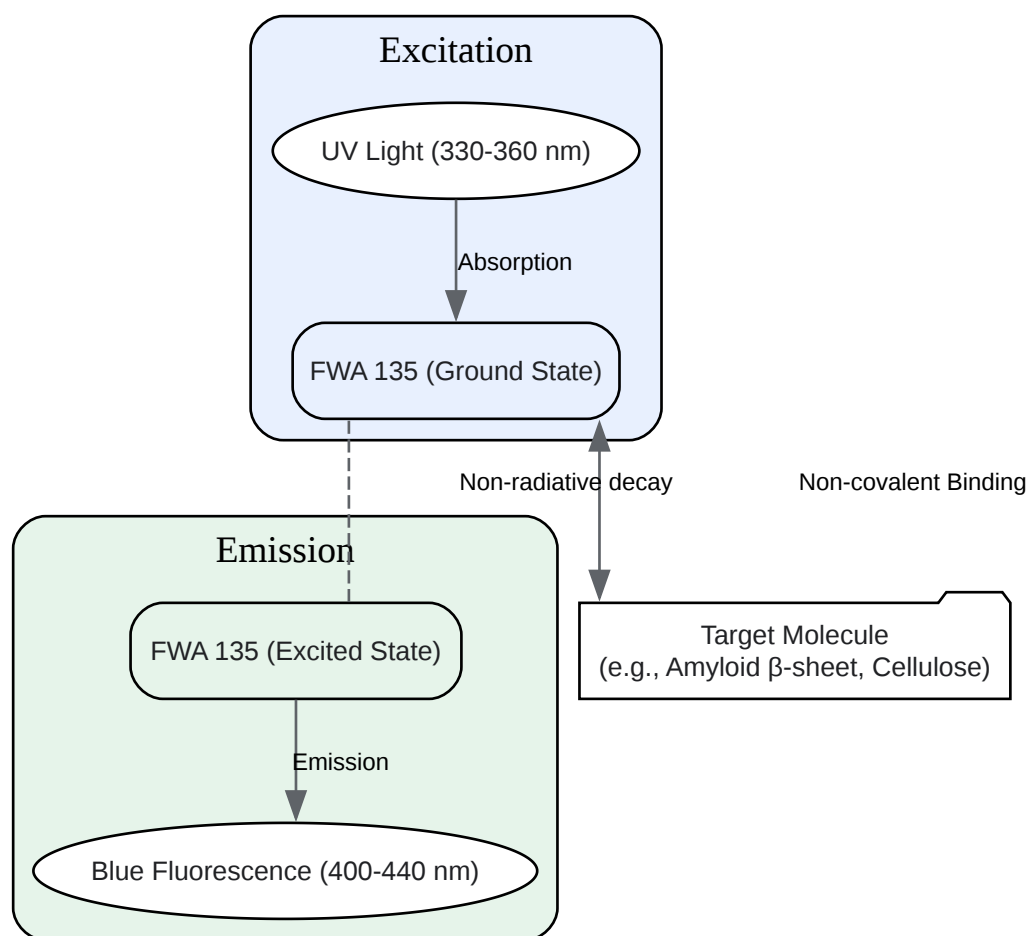 Excitation
UV Light (330-360 nm)
Absorption
FWA 135 (Ground State)
Non-radiative decay
Non-covalent Binding
Emission
FWA 135 (Excited State)
Target Molecule
(e.g., Amyloid β-sheet, Cellulose)
Emission
Blue Fluorescence (400-440 nm)